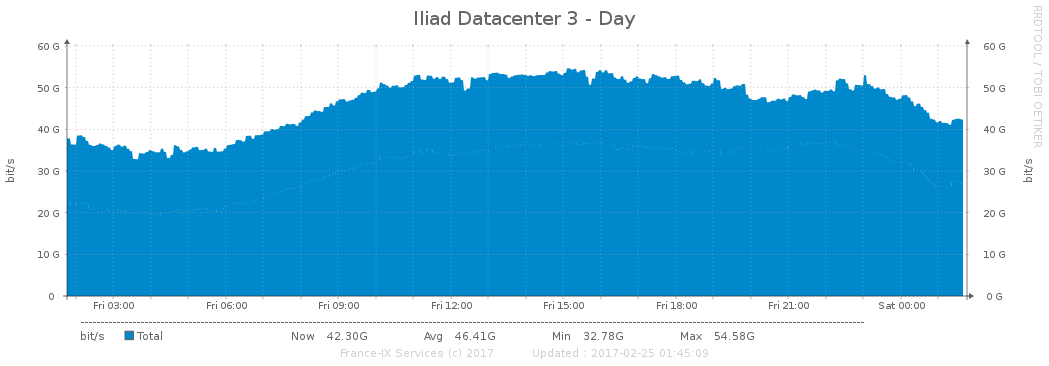 Iliad Datacenter 3 - Day
RRDTOOL / TOBI OETIKER
60 G 60 G
50 G 50 G
40 G 40 G
30 G 30 G
20 G 20 G
10 G 10 G
0 0 G
bit/s bit/s
Fri 03:00 Fri 06:00 Fri 09:00 Fri 12:00 Fri 15:00 Fri 18:00 Fri 21:00 Sat 00:00
bit/s Total Now 42.30G Avg 46.41G Min 32.78G Max 54.58G
France-IX Services (c) 2017 Updated : 2017-02-25 01:45:09